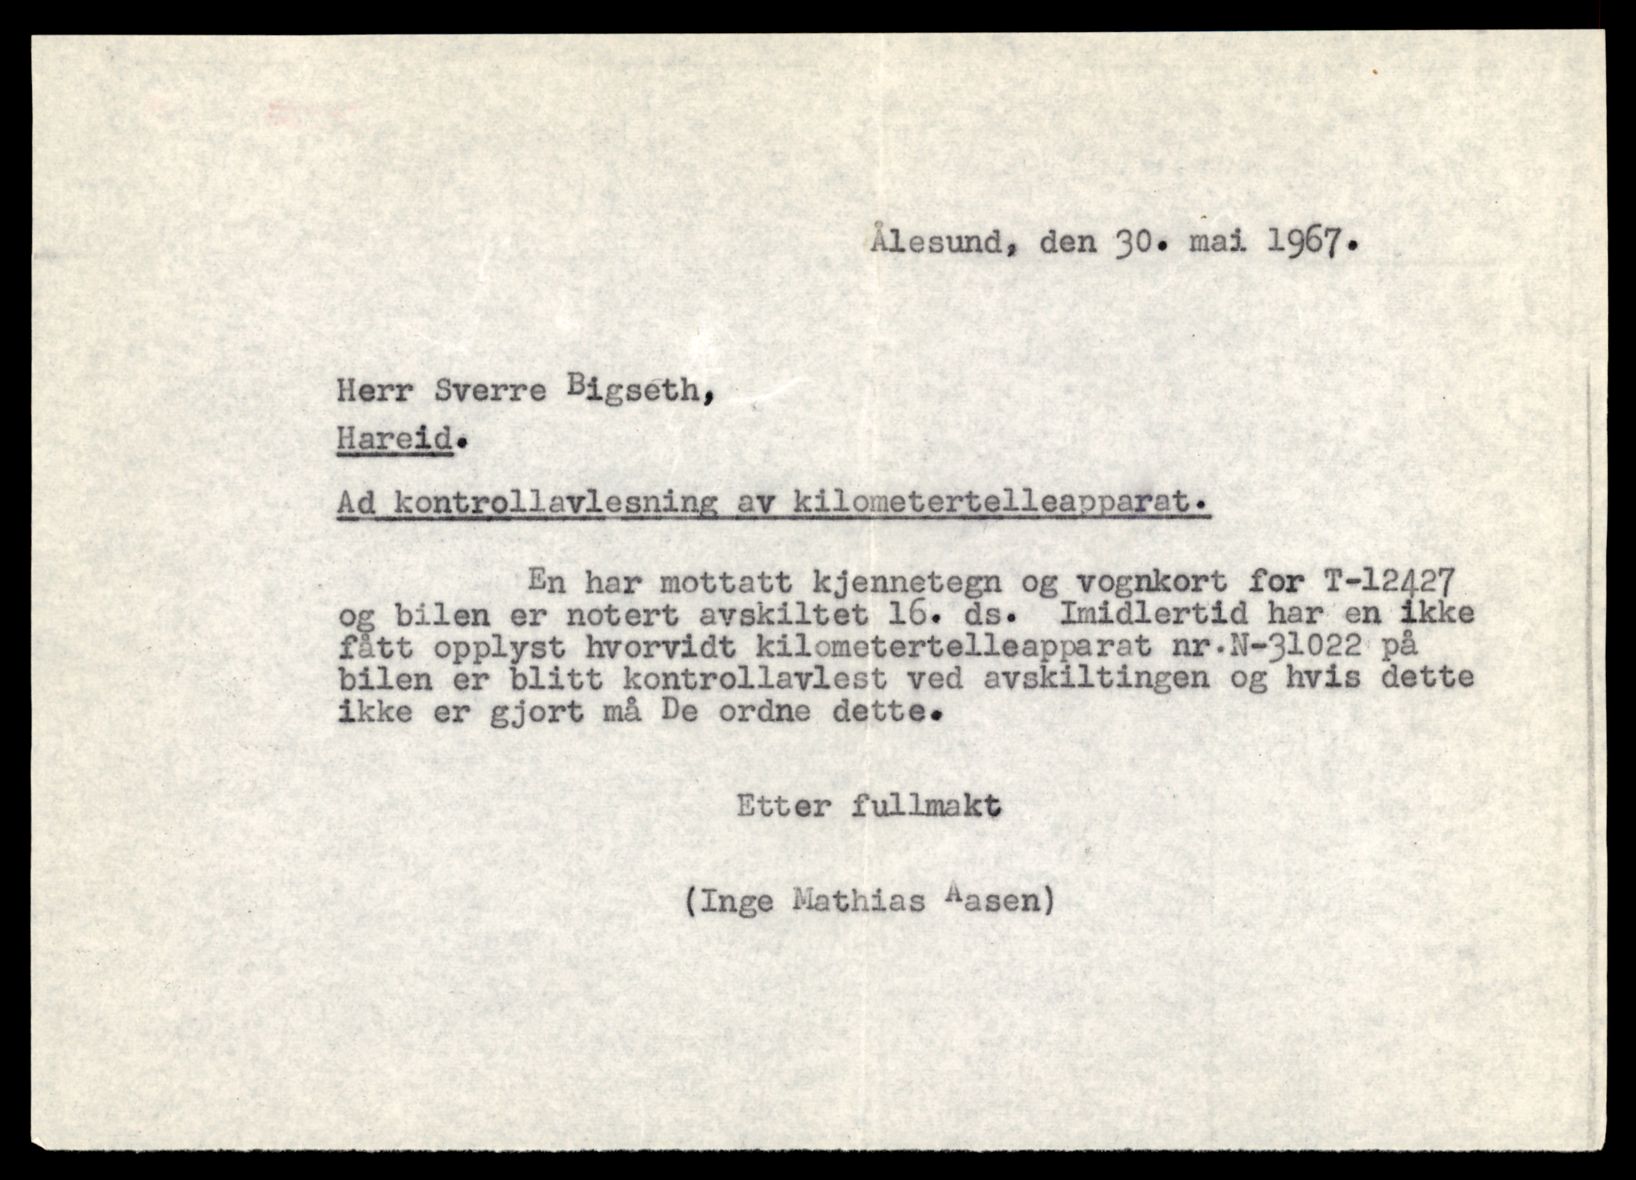 Ålesund, den 30. mai 1967.
Herr Sverre Bigseth,
Hareid.
Ad kontrollavlesning av kilometertelleapparat.
En har mottatt kjennetegn og vognkort for T-12427
og bilen er notert avskiltet 16. ds. Imidlertid har en ikke
fått opplyst hvorvidt kilometertelleapparat nr.N-31022 på
bilen er blitt kontrollavlest ved avskiltingen og hvis dette
ikke er gjort må De ordne dette.
Etter fullmakt
(Inge Mathias Aasen)